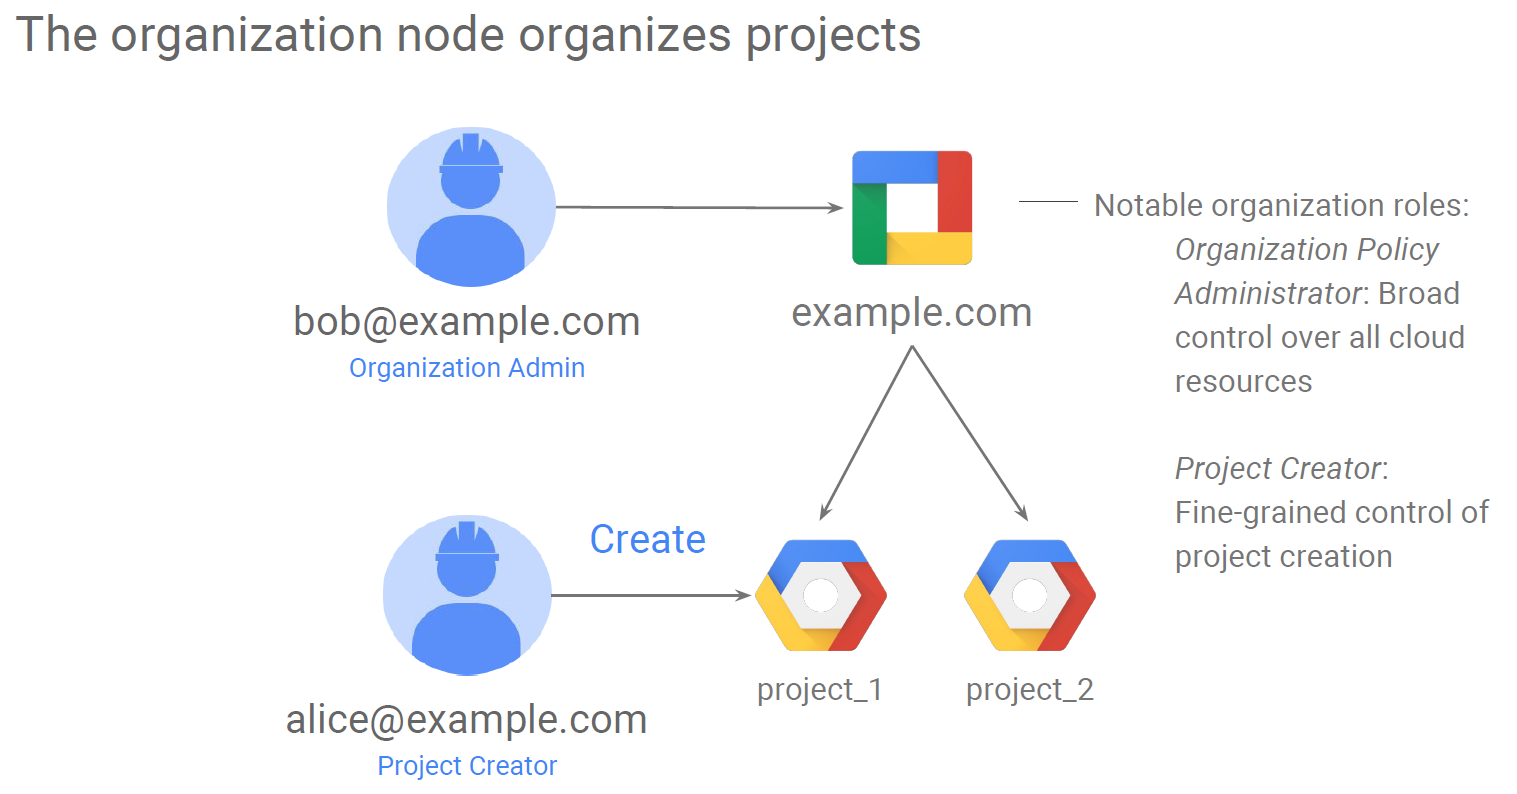 The organization node organizes projects
bob@example.com
Organization Admin
example.com
Notable organization roles:
Organization Policy
Administrator: Broad
control over all cloud
resources
Project Creator:
Fine-grained control of
project creation
Create
alice@example.com
Project Creator
project_1
project_2